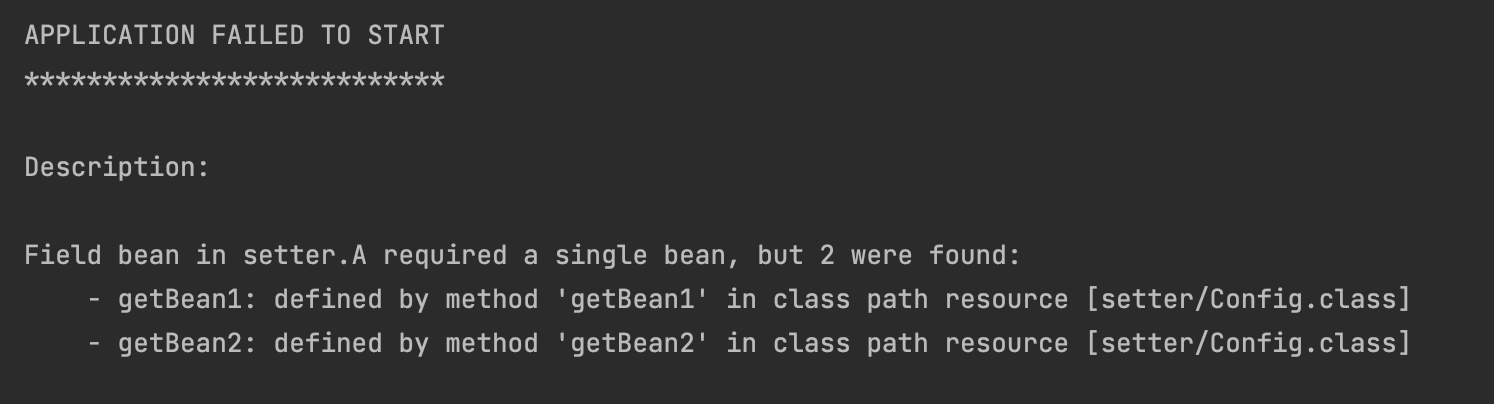 APPLICATION FAILED TO START
***************************
Description:
Field bean in setter.A required a single bean, but 2 were found:
- getBean1: defined by method 'getBean1' in class path resource [setter/Config.class]
- getBean2: defined by method 'getBean2' in class path resource [setter/Config.class]